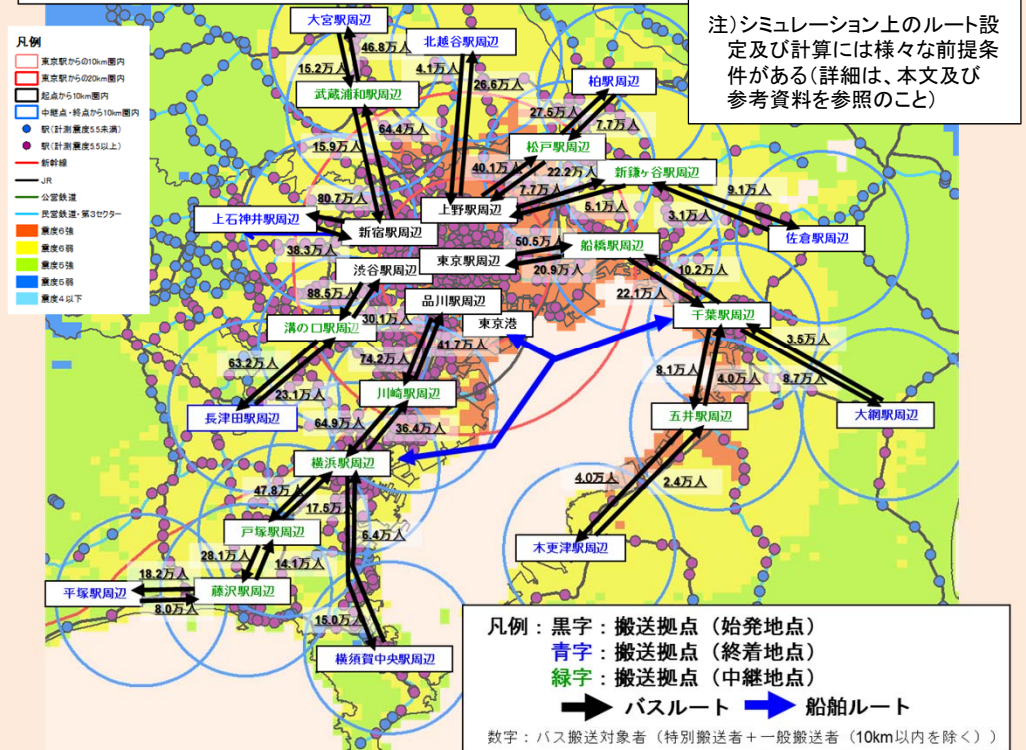 注)シミュレーション上のルート設
定及び計算には様々な前提条
件がある(詳細は、本文及び
参考資料を参照のこと)
凡例
東京駅からの10km圏内
東京駅からの20km圏内
起点から10km圏内
中継点・終点から10km圏内
駅(計測震度5.5未満)
駅(計測震度5.5以上)
新幹線
JR
公営鉄道
民営鉄道・第3セクター
震度6強
震度6弱
震度5強
震度5弱
震度4以下
大宮駅周辺
46.8万人
15.2万人
武蔵浦和駅周辺
北越谷駅周辺
4.1万人
26.6万人
柏駅周辺
27.5万人
7.7万人
松戸駅周辺
64.4万人
15.9万人
40.1万人
7.7万人
22.2万人
新鎌ヶ谷駅周辺
5.1万人
9.1万人
3.1万人
佐倉駅周辺
80.7万人
上石神井駅周辺
38.3万人
新宿駅周辺
上野駅周辺
東京駅周辺
50.5万人
20.9万人
船橋駅周辺
10.2万人
22.1万人
千葉駅周辺
渋谷駅周辺
88.5万人
30.1万人
溝の口駅周辺
品川駅周辺
東京港
74.2万人
41.7万人
63.2万人
23.1万人
長津田駅周辺
川崎駅周辺
64.9万人
36.4万人
横浜駅周辺
3.5万人
8.7万人
大網駅周辺
8.1万人
4.0万人
五井駅周辺
4.0万人
2.4万人
木更津駅周辺
47.8万人
17.5万人
戸塚駅周辺
6.4万人
28.1万人
14.1万人
18.2万人
平塚駅周辺
8.0万人
藤沢駅周辺
15.0万人
横須賀中央駅周辺
凡例:黒字:搬送拠点(始発地点)
青字:搬送拠点(終着地点)
緑字:搬送拠点(中継地点)
バスルート 船舶ルート
数字:バス搬送対象者(特別搬送者+一般搬送者(10km以内を除く))